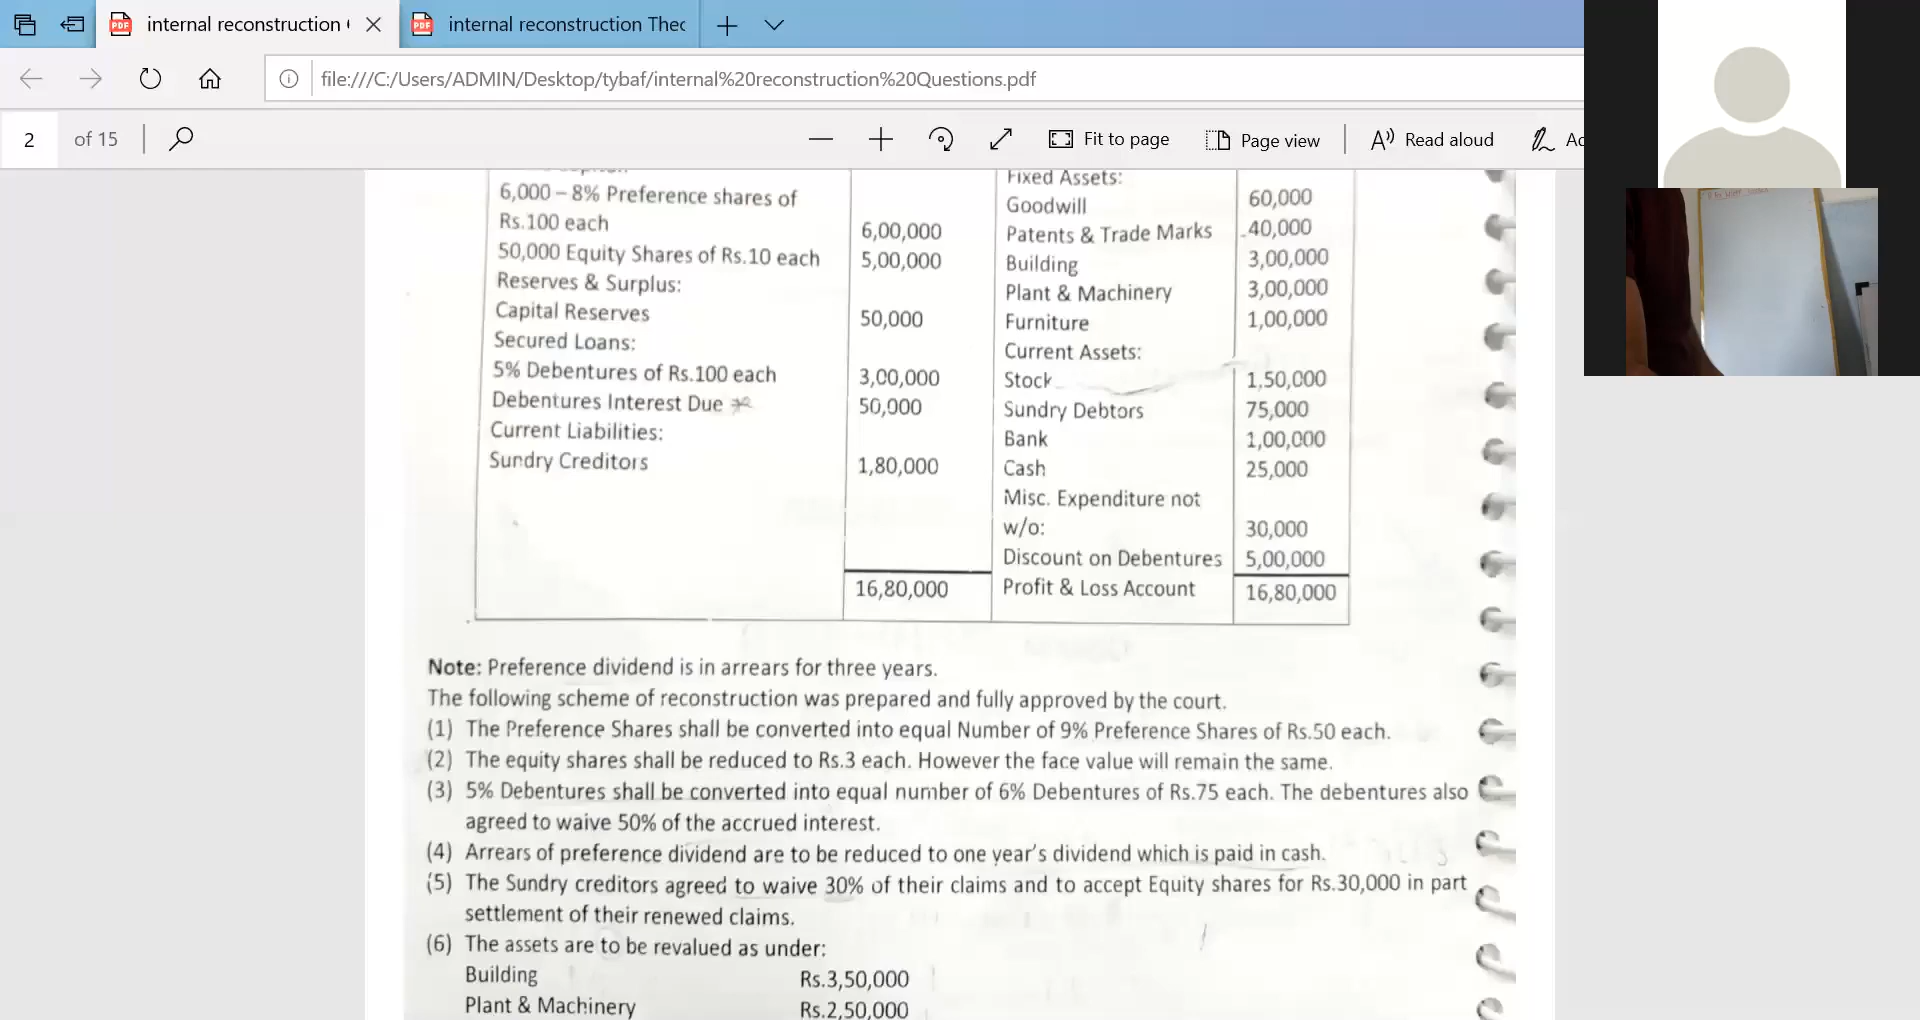 internal reconstruction
internal reconstruction Theo
file:///C:/Users/ADMIN/Desktop/tybaf/internal%20reconstruction%20Questions.pdf
2 of 15
Fit to page
Page view
Read aloud
Fixed Assets:
6,000 – 8% Preference shares of
Goodwill 60,000
Rs.100 each 6,00,000 Patents & Trade Marks 40,000
50,000 Equity Shares of Rs.10 each 5,00,000 Building 3,00,000
Reserves & Surplus: Plant & Machinery 3,00,000
Capital Reserves 50,000 Furniture 1,00,000
Secured Loans: Current Assets:
5% Debentures of Rs.100 each 3,00,000 Stock 1,50,000
Debentures Interest Due 50,000 Sundry Debtors 75,000
Current Liabilities: Bank 1,00,000
Sundry Creditors 1,80,000 Cash 25,000
Misc. Expenditure not
w/o: 30,000
Discount on Debentures 5,00,000
16,80,000 Profit & Loss Account 16,80,000
Note: Preference dividend is in arrears for three years.
The following scheme of reconstruction was prepared and fully approved by the court.
(1) The Preference Shares shall be converted into equal Number of 9% Preference Shares of Rs.50 each.
(2) The equity shares shall be reduced to Rs.3 each. However the face value will remain the same.
(3) 5% Debentures shall be converted into equal number of 6% Debentures of Rs.75 each. The debentures also
agreed to waive 50% of the accrued interest.
(4) Arrears of preference dividend are to be reduced to one year's dividend which is paid in cash.
(5) The Sundry creditors agreed to waive 30% of their claims and to accept Equity shares for Rs.30,000 in part
settlement of their renewed claims.
(6) The assets are to be revalued as under:
Building Rs.3,50,000
Plant & Machinery Rs.2,50,000